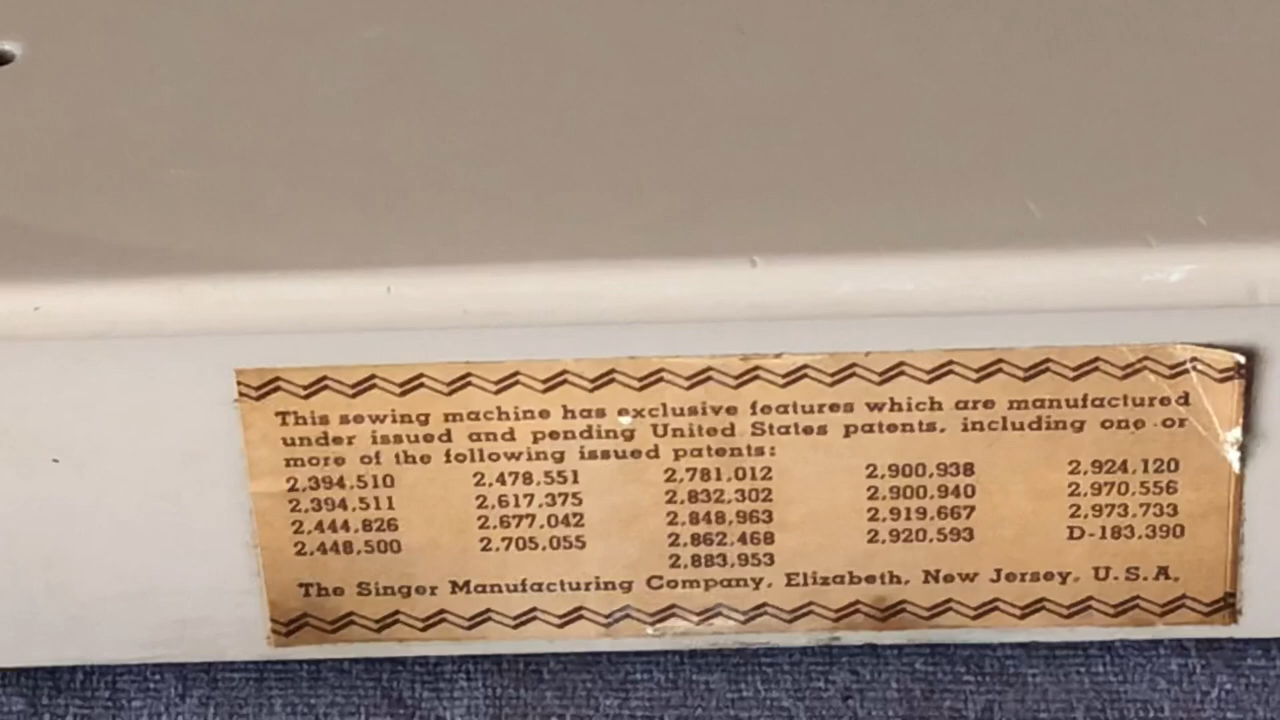 This sewing machine has exclusive features which are manufactured
under issued and pending United States patents, including one or
more of the following issued patents:
2,394,510 2,478,551 2,781,012 2,900,938 2,924,120
2,394,511 2,617,375 2,832,302 2,900,940 2,970,556
2,444,826 2,677,042 2,848,963 2,919,667 2,973,733
2,448,500 2,705,055 2,862,468 2,920,593 D-183,390
2,883,953
The Singer Manufacturing Company, Elizabeth, New Jersey, U.S.A.